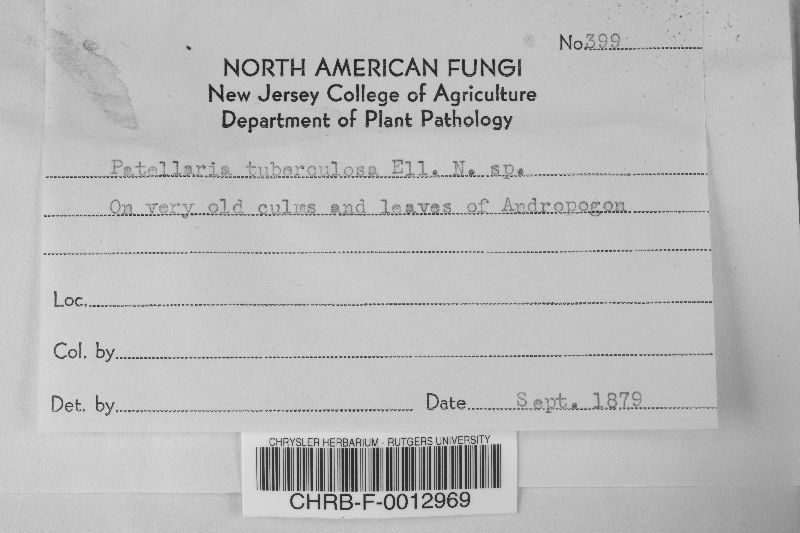 No. 399
NORTH AMERICAN FUNGI
New Jersey College of Agriculture
Department of Plant Pathology
Patellaria tuberculosa Ell. N. sp.
On very old culms and leaves of Andropogon
Loc.
Col. by
Det. by Date Sept. 1879
CHRYSLER HERBARIUM - RUTGERS UNIVERSITY
CHRB-F-0012969